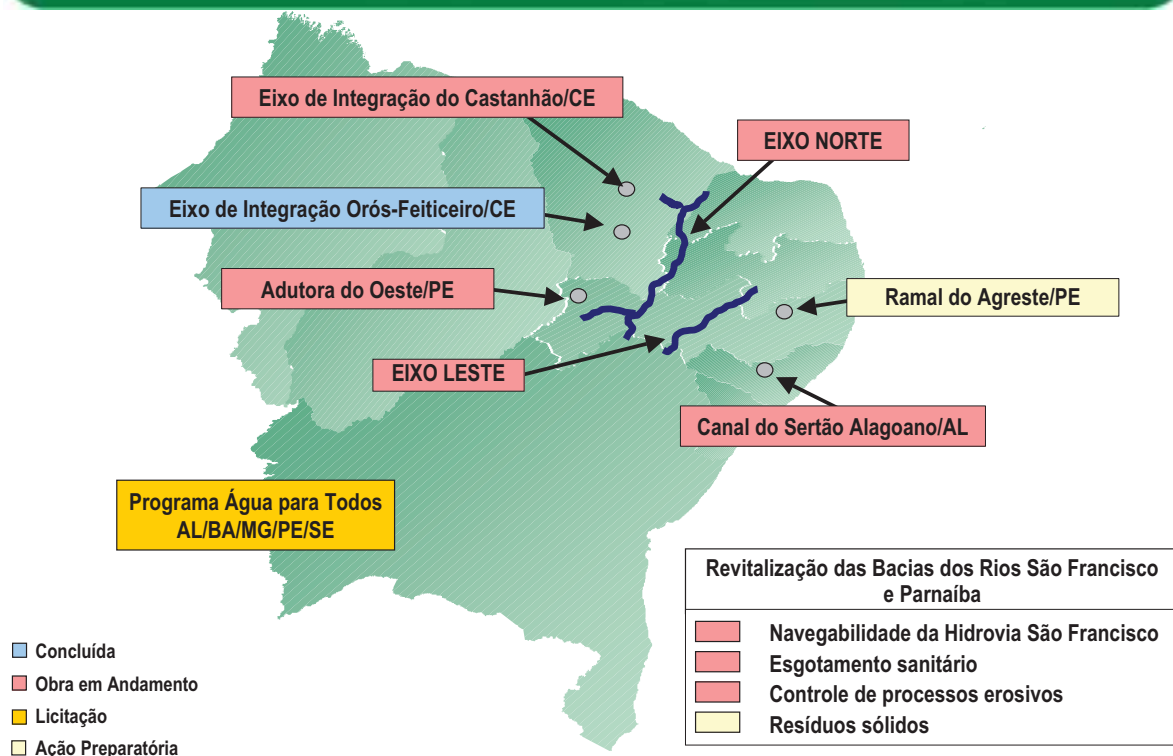 Eixo de Integração do Castanhão/CE
EIXO NORTE
Eixo de Integração Orós-Feiticeiro/CE
Adutora do Oeste/PE
Ramal do Agreste/PE
EIXO LESTE
Canal do Sertão Alagoano/AL
Programa Água para Todos
AL/BA/MG/PE/SE
Revitalização das Bacias dos Rios São Francisco
e Parnaíba
Navegabilidade da Hidrovia São Francisco
Esgotamento sanitário
Controle de processos erosivos
Resíduos sólidos
Concluída
Obra em Andamento
Licitação
Ação Preparatória